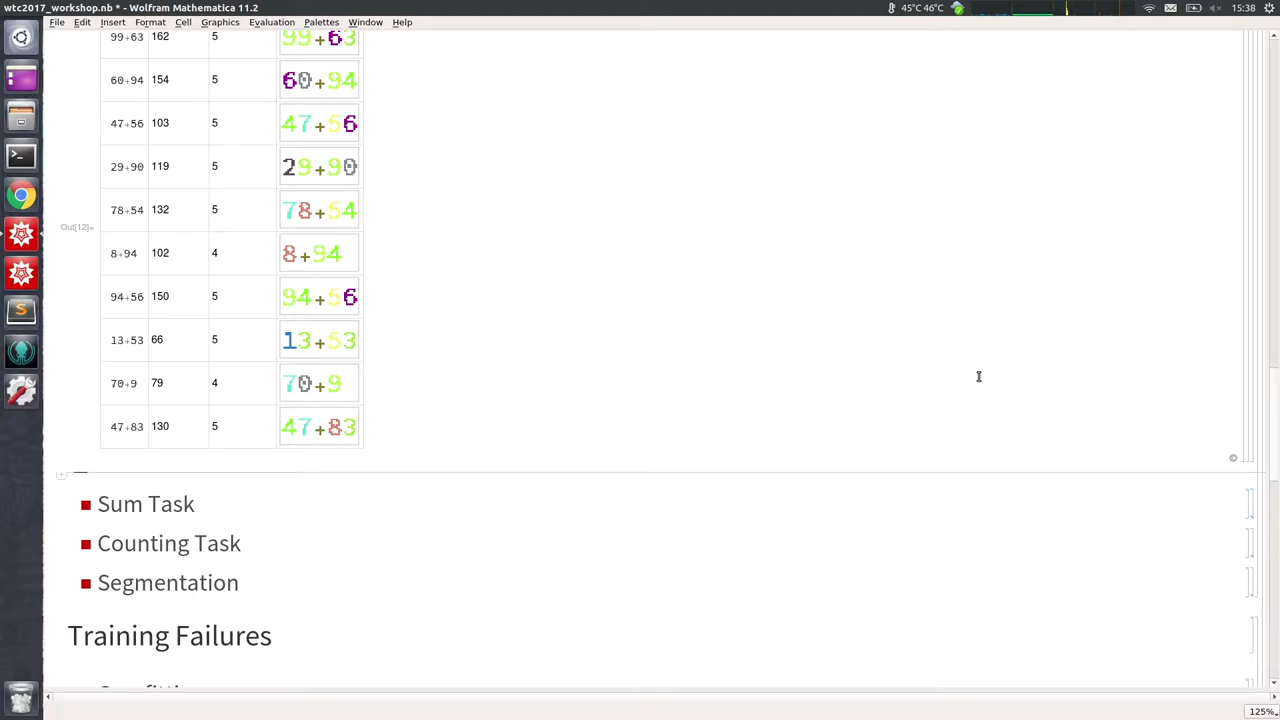 wtc2017_workshop.nb * - Wolfram Mathematica 11.2
45°C 46°C
15:38
File Edit Insert Format Cell Graphics Evaluation Palettes Window Help
99+63 162 5 99+63
60+94 154 5 60+94
47+56 103 5 47+56
29+90 119 5 29+90
78+54 132 5 78+54
Out[12]=
8+94 102 4 8+94
94+56 150 5 94+56
13+53 66 5 13+53
70+9 79 4 70+9
47+83 130 5 47+83
Sum Task
Counting Task
Segmentation
Training Failures
125%